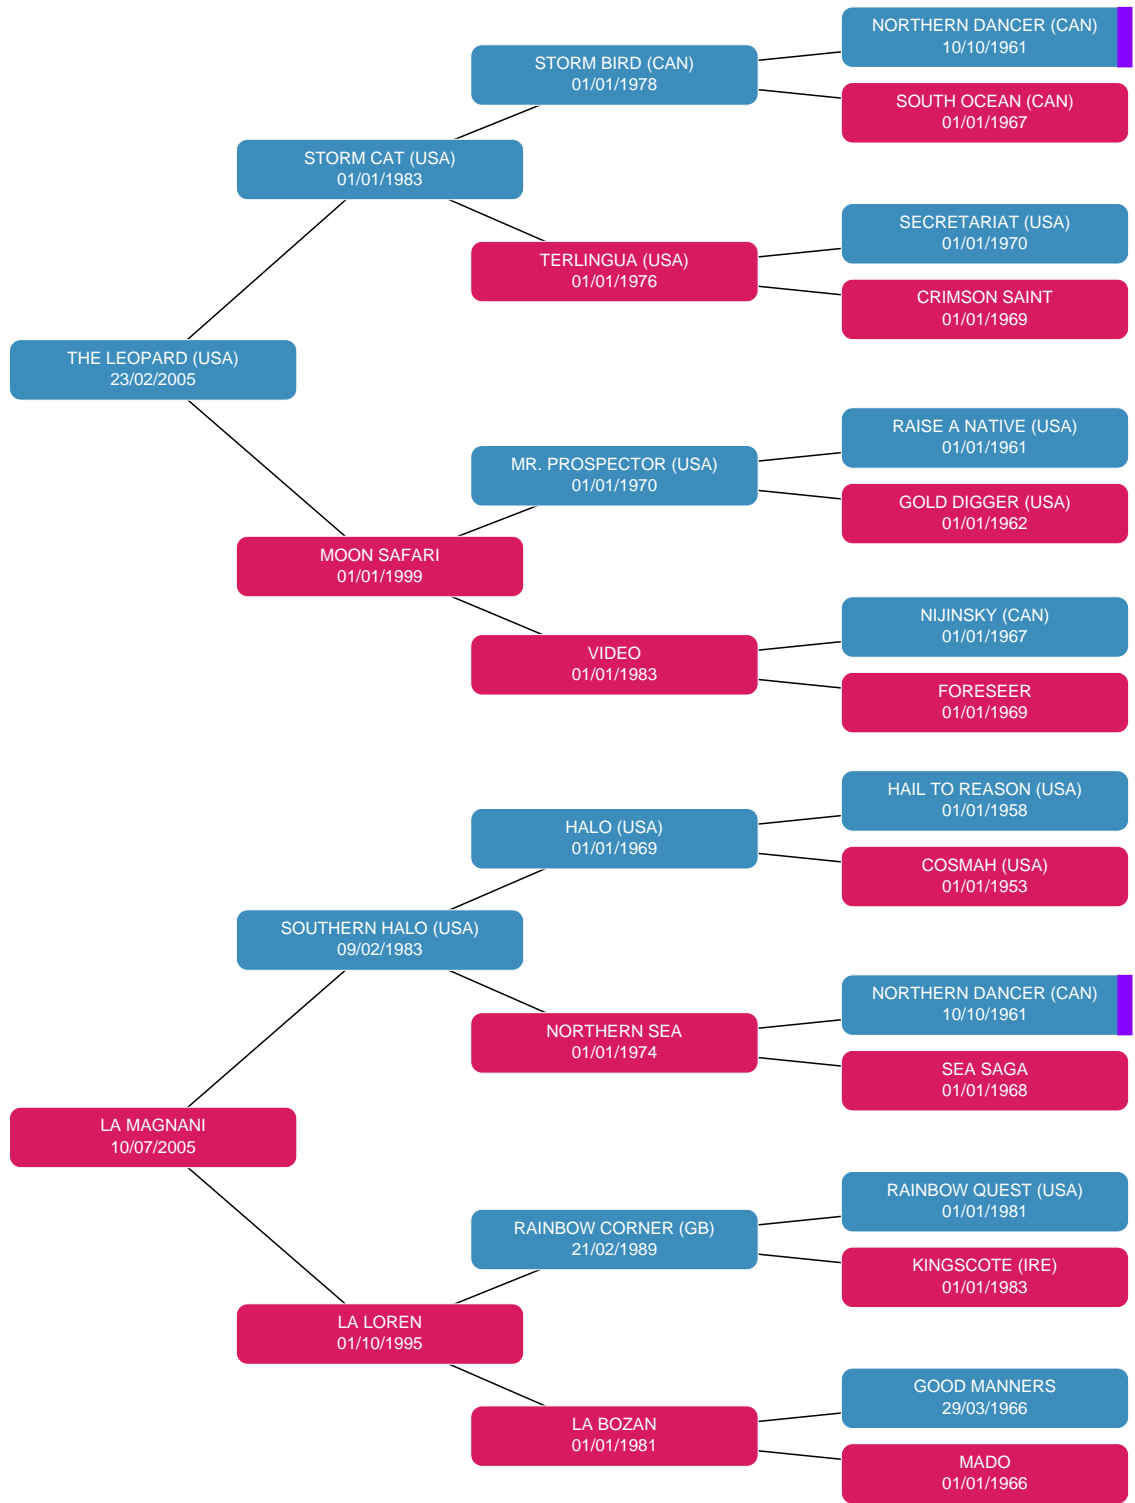 NORTHERN DANCER (CAN)
10/10/1961
STORM BIRD (CAN)
01/01/1978
SOUTH OCEAN (CAN)
01/01/1967
STORM CAT (USA)
01/01/1983
SECRETARIAT (USA)
01/01/1970
TERLINGUA (USA)
01/01/1976
CRIMSON SAINT
01/01/1969
THE LEOPARD (USA)
23/02/2005
RAISE A NATIVE (USA)
01/01/1961
MR. PROSPECTOR (USA)
01/01/1970
GOLD DIGGER (USA)
01/01/1962
MOON SAFARI
01/01/1999
NIJINSKY (CAN)
01/01/1967
VIDEO
01/01/1983
FORESEER
01/01/1969
HAIL TO REASON (USA)
01/01/1958
HALO (USA)
01/01/1969
COSMAH (USA)
01/01/1953
SOUTHERN HALO (USA)
09/02/1983
NORTHERN DANCER (CAN)
10/10/1961
NORTHERN SEA
01/01/1974
SEA SAGA
01/01/1968
LA MAGNANI
10/07/2005
RAINBOW QUEST (USA)
01/01/1981
RAINBOW CORNER (GB)
21/02/1989
KINGSCOTE (IRE)
01/01/1983
LA LOREN
01/10/1995
GOOD MANNERS
29/03/1966
LA BOZAN
01/01/1981
MADO
01/01/1966